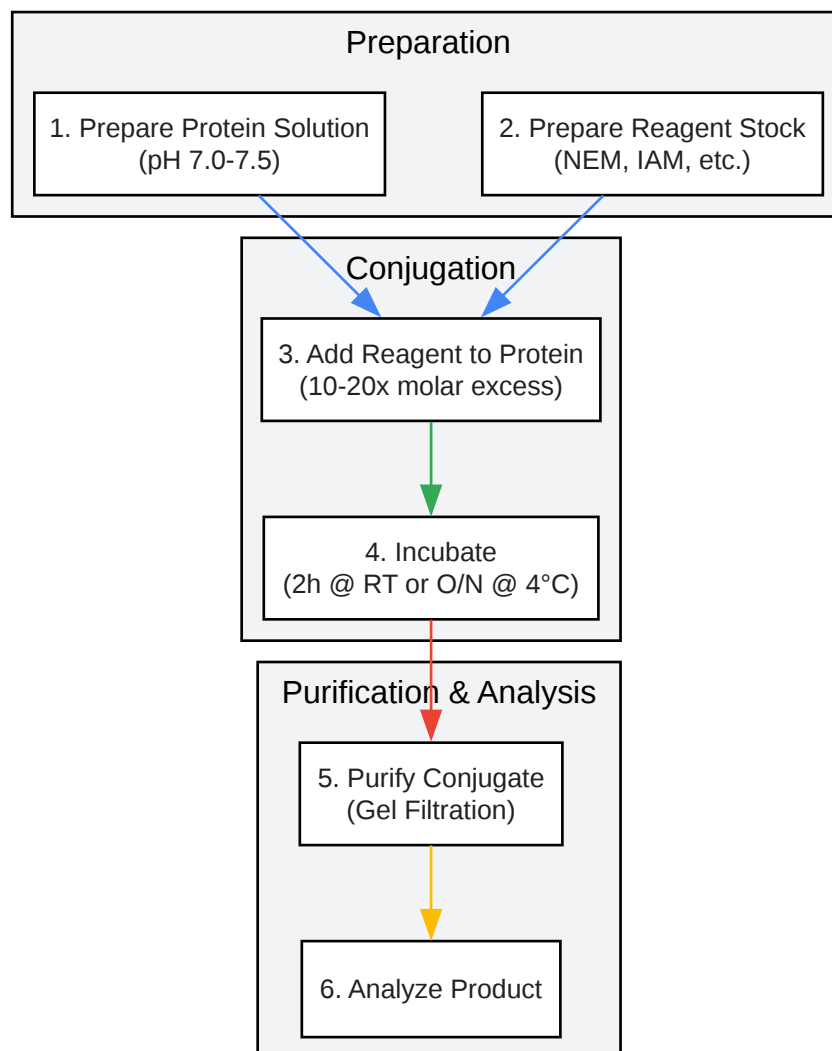 Preparation
1. Prepare Protein Solution
(pH 7.0-7.5)
2. Prepare Reagent Stock
(NEM, IAM, etc.)
Conjugation
3. Add Reagent to Protein
(10-20x molar excess)
4. Incubate
(2h @ RT or O/N @ 4°C)
Purification & Analysis
5. Purify Conjugate
(Gel Filtration)
6. Analyze Product